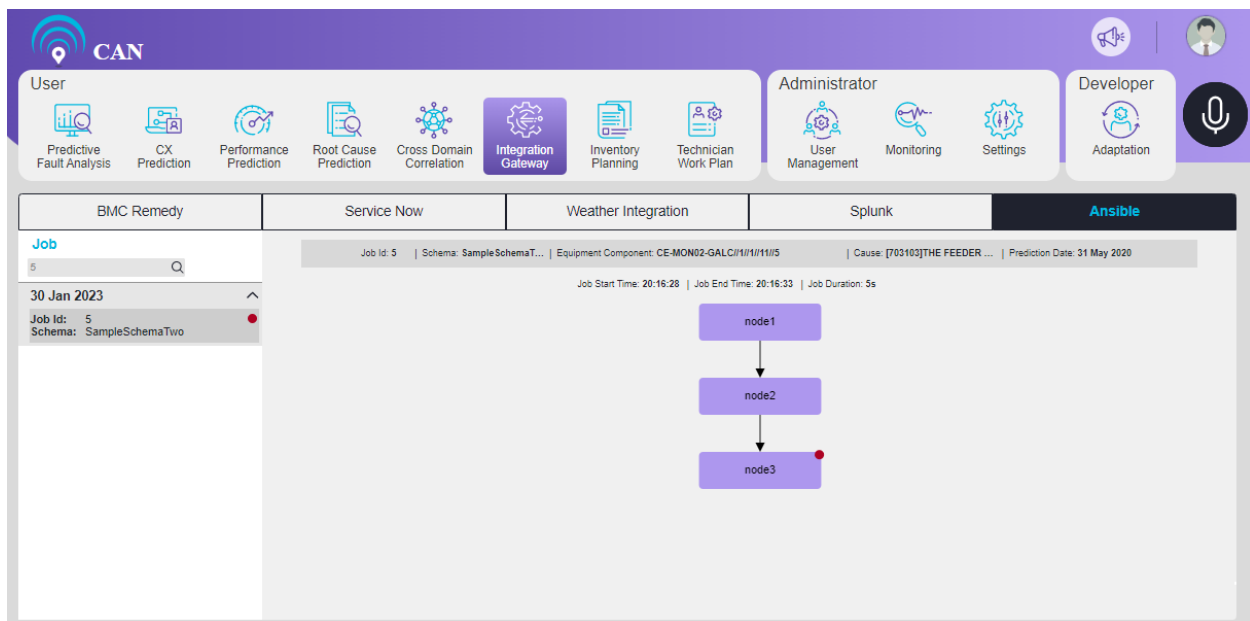 CAN
User
Predictive
Fault Analysis
CX
Prediction
Performance
Prediction
Root Cause
Prediction
Cross Domain
Correlation
Integration
Gateway
Inventory
Planning
Technician
Work Plan
Administrator
User
Management
Monitoring
Settings
Developer
Adaptation
BMC Remedy
Service Now
Weather Integration
Splunk
Ansible
Job
5
30 Jan 2023
Job Id: 5
Schema: SampleSchemaTwo
Job Id: 5 | Schema: SampleSchemaT... | Equipment Component: CE-MON02-GALC//1//1//11//5 | Cause: [703103]THE FEEDER ... | Prediction Date: 31 May 2020
Job Start Time: 20:16:28 | Job End Time: 20:16:33 | Job Duration: 5s
node1
node2
node3